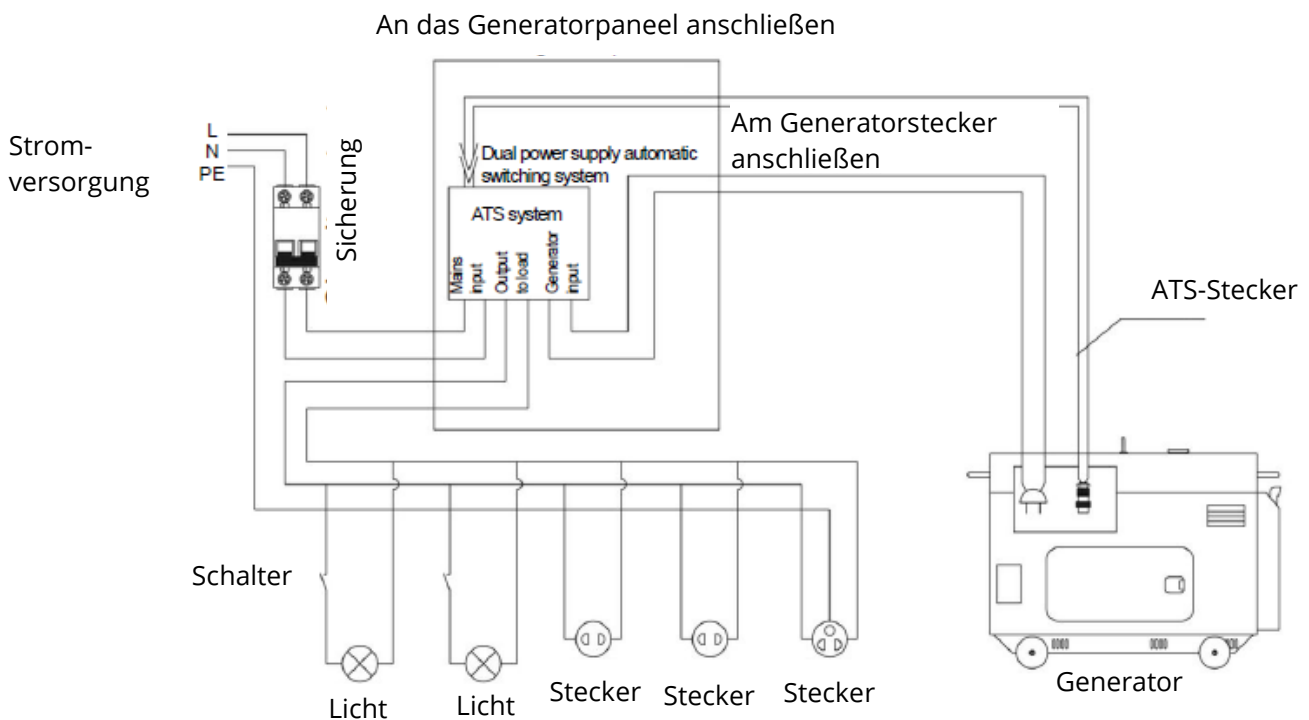 An das Generatorpaneel anschließen
Strom-
versorgung
L
N
PE
Sicherung
Am Generatorstecker
anschließen
Dual power supply automatic
switching system
ATS system
Mains
input
Output
to load
Generator
input
ATS-Stecker
Schalter
Licht
Licht
Stecker
Stecker
Stecker
Generator